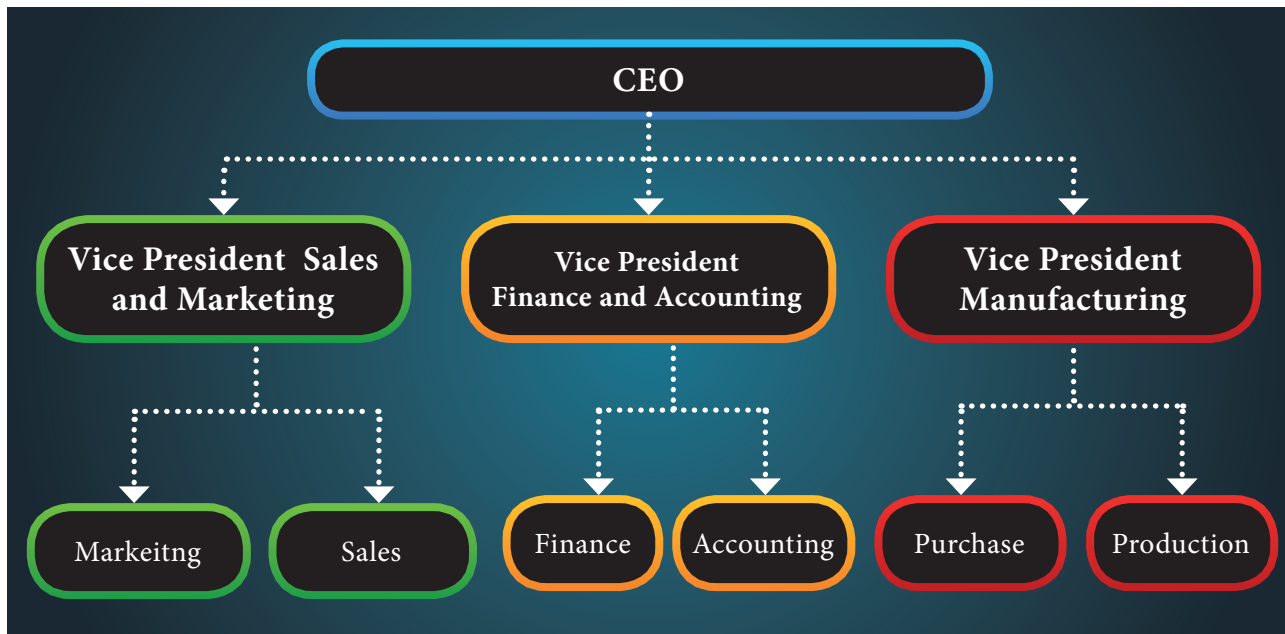 CEO
Vice President Sales
and Marketing
Vice President
Finance and Accounting
Vice President
Manufacturing
Markeitng
Sales
Finance
Accounting
Purchase
Production